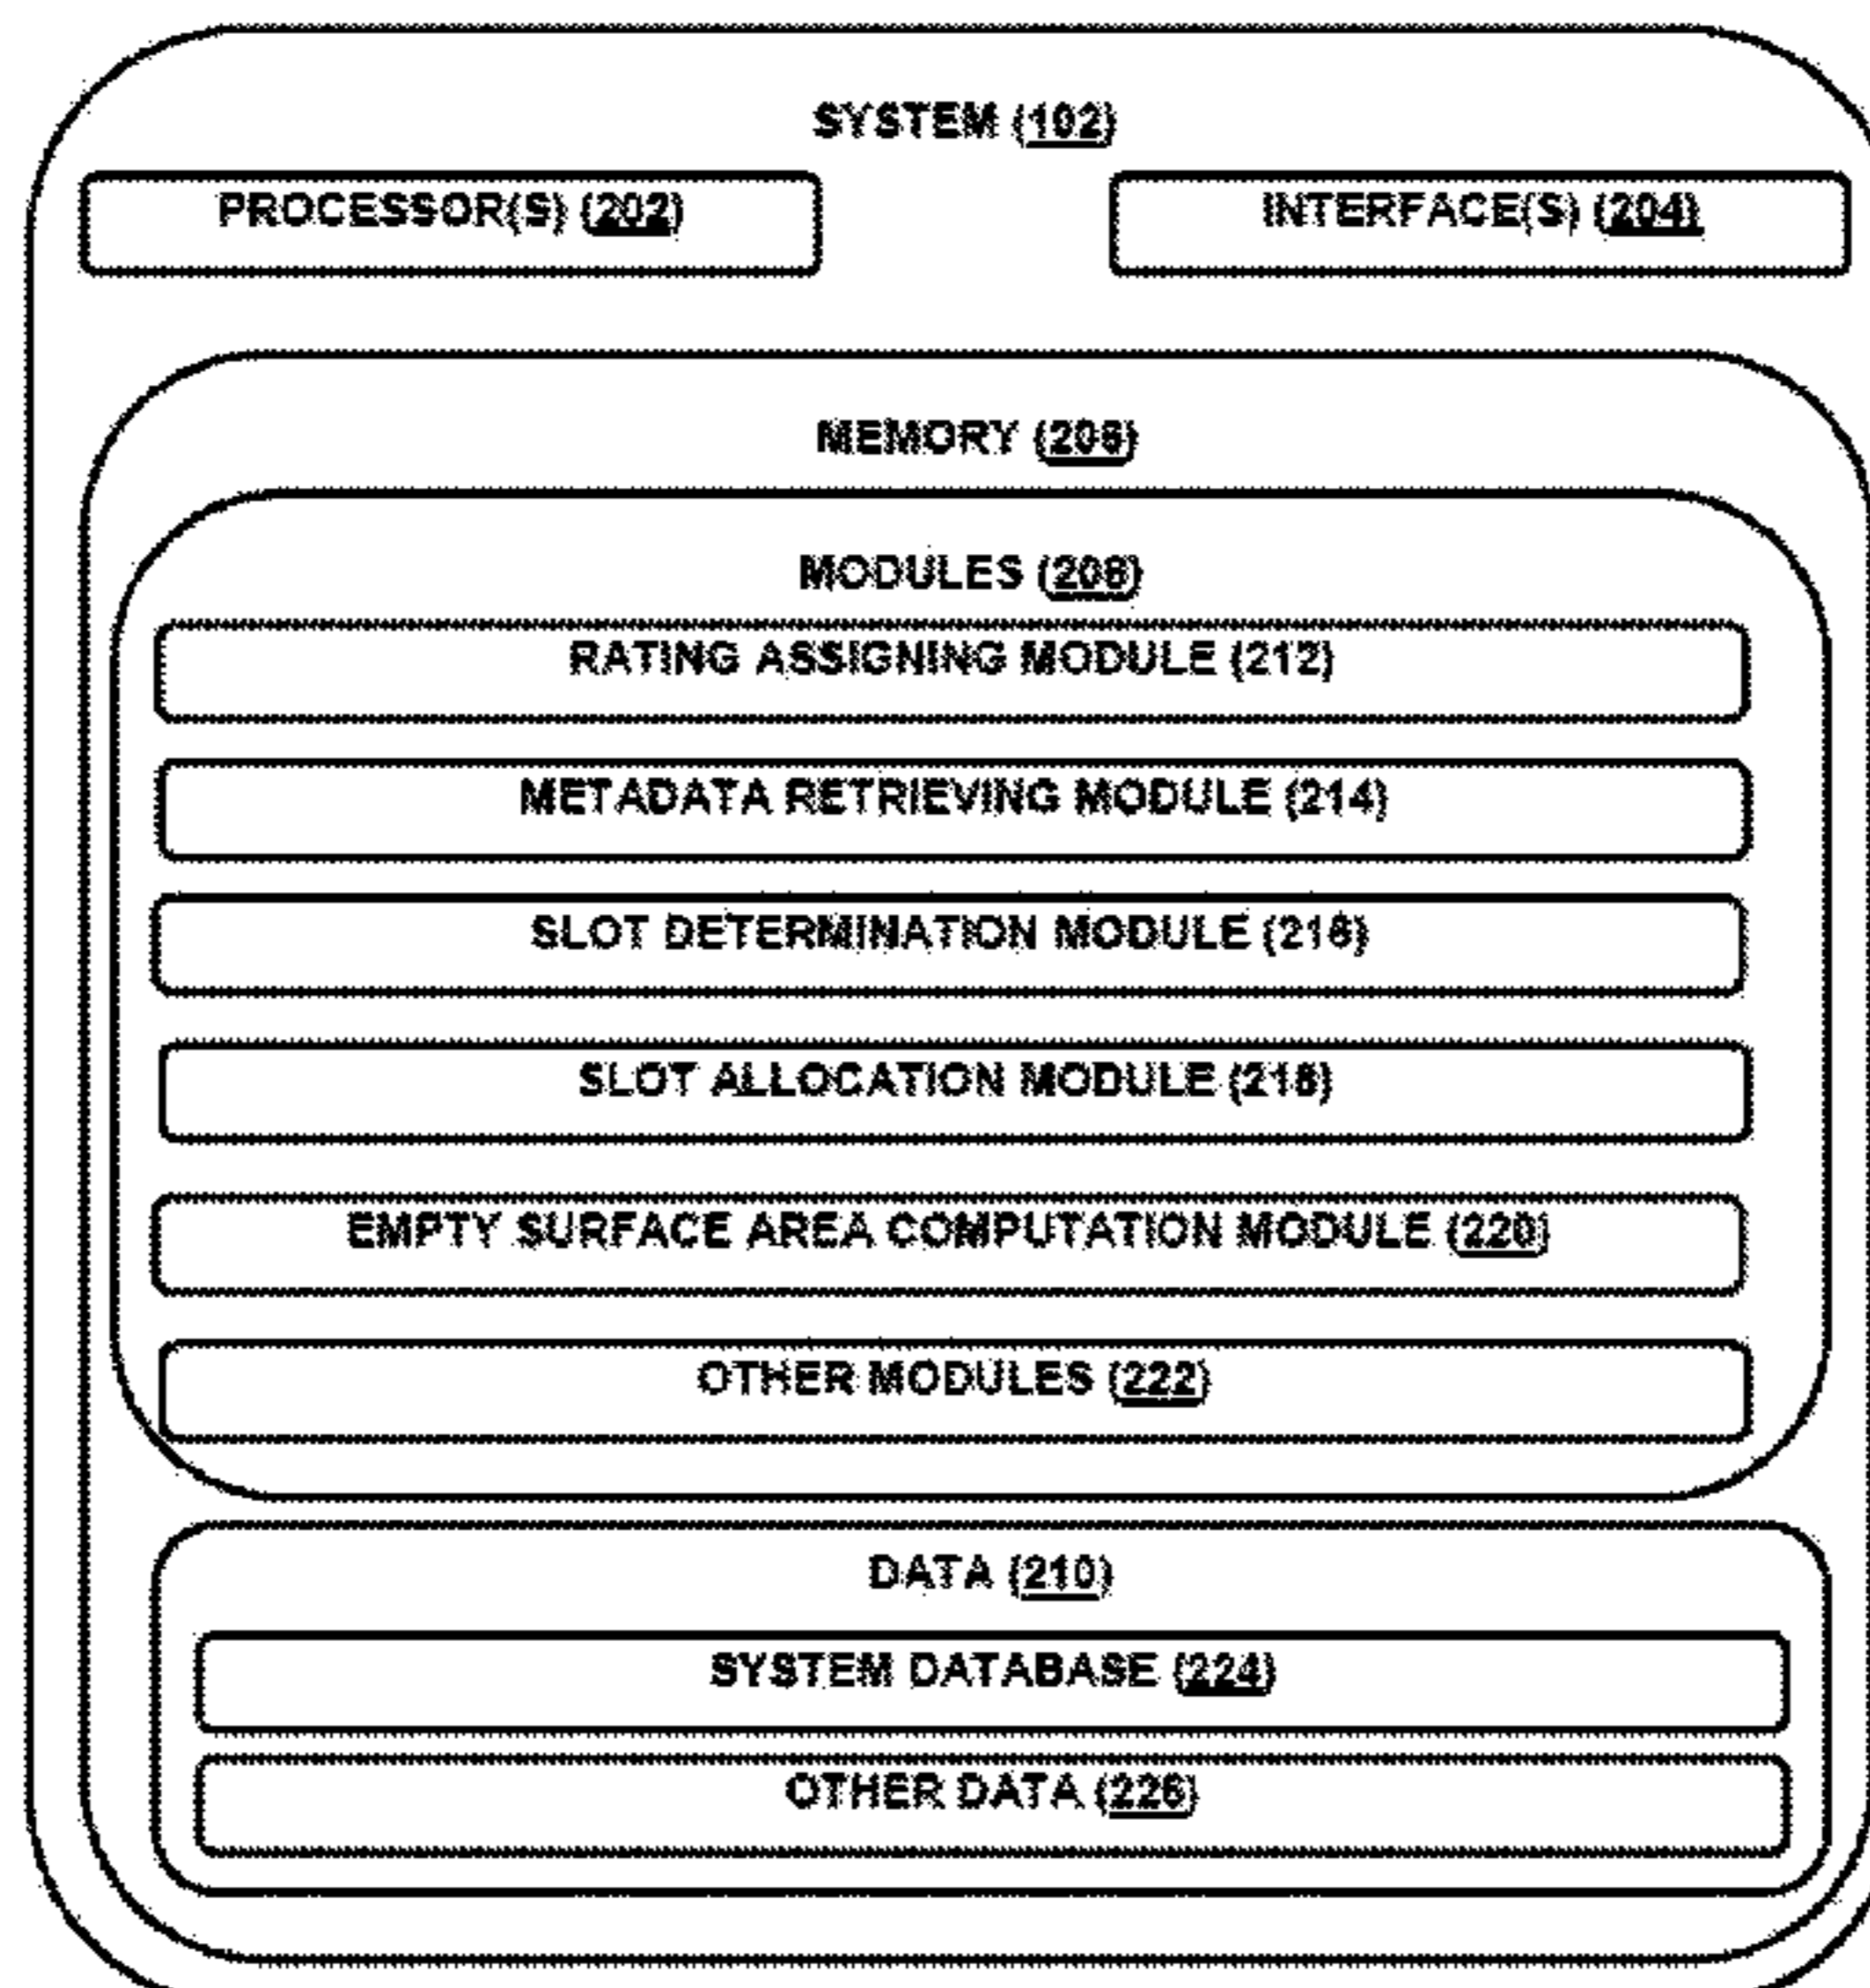 SYSTEM (102)
PROCESSOR(S) (202)
INTERFACE(S) (204)
MEMORY (206)
MODULES (208)
RATING ASSIGNING MODULE (212)
METADATA RETRIEVING MODULE (214)
SLOT DETERMINATION MODULE (216)
SLOT ALLOCATION MODULE (218)
EMPTY SURFACE AREA COMPUTATION MODULE (220)
OTHER MODULES (222)
DATA (210)
SYSTEM DATABASE (224)
OTHER DATA (226)